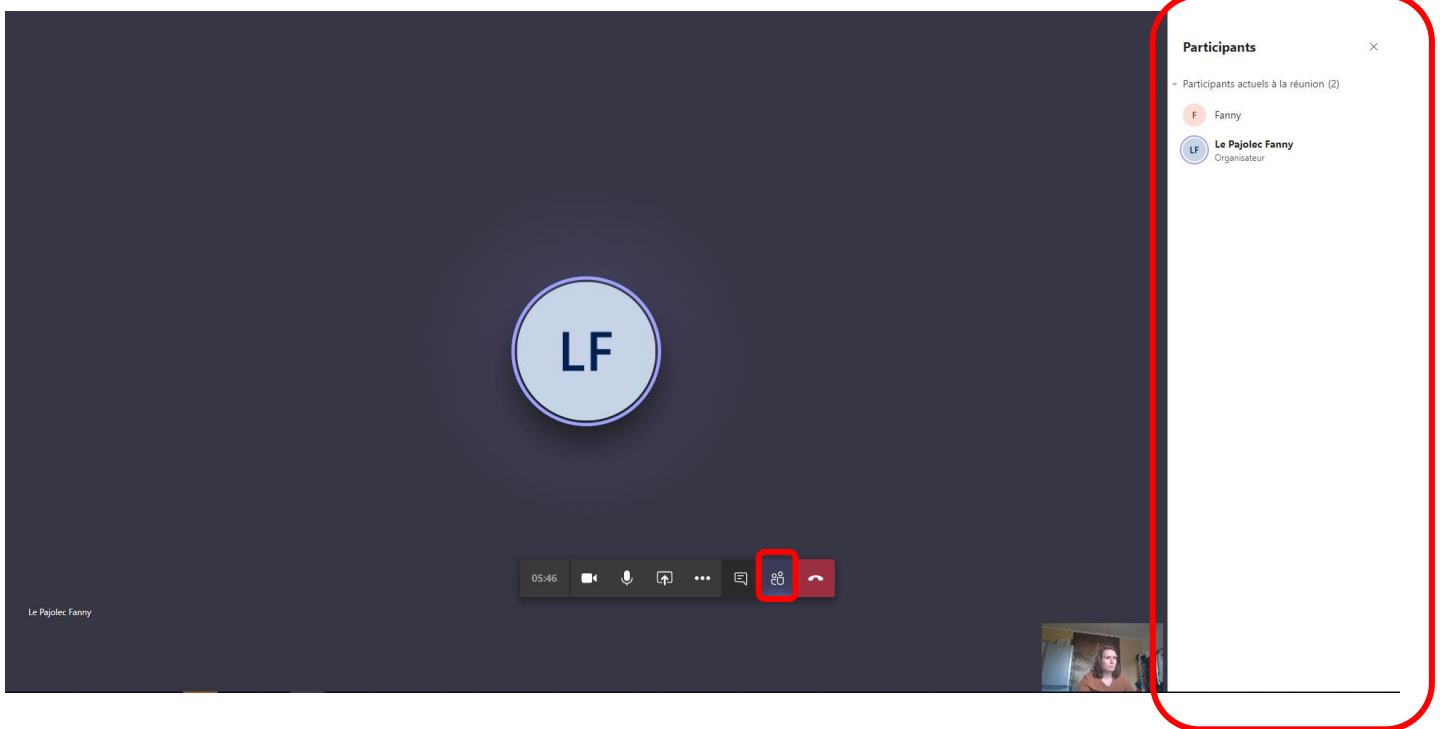 Participants
Participants actuels à la réunion (2)
F Fanny
LF Le Pajolec Fanny
Organisateur
LF
05:46
Le Pajolec Fanny